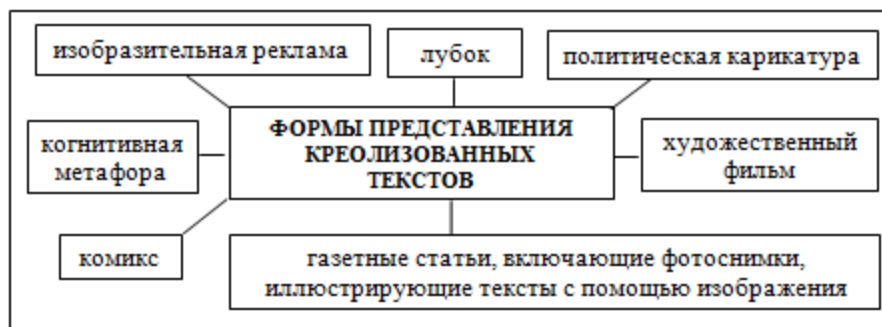 изобразительная реклама
лубок
политическая карикатура
ФОРМЫ ПРЕДСТАВЛЕНИЯ
КРЕОЛИЗОВАННЫХ
ТЕКСТОВ
когнитивная
метафора
художественный
фильм
комикс
газетные статьи, включающие фотоснимки,
иллюстрирующие тексты с помощью изображения